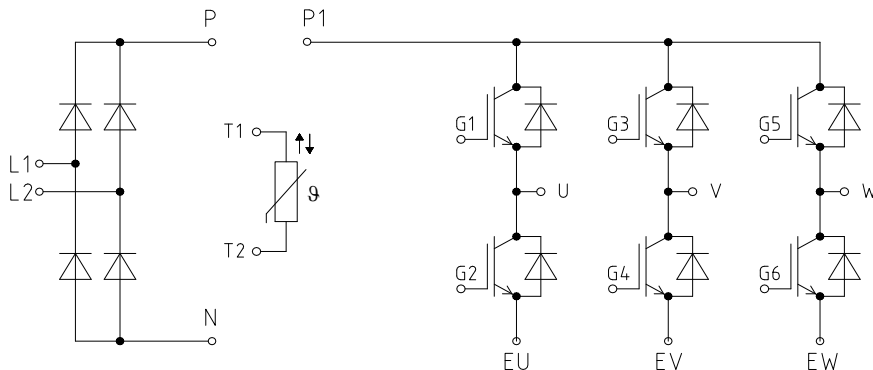 P P1
T1
G1 G3 G5
L1
L2
ϑ
U V W
T2
G2 G4 G6
N
EU EV EW